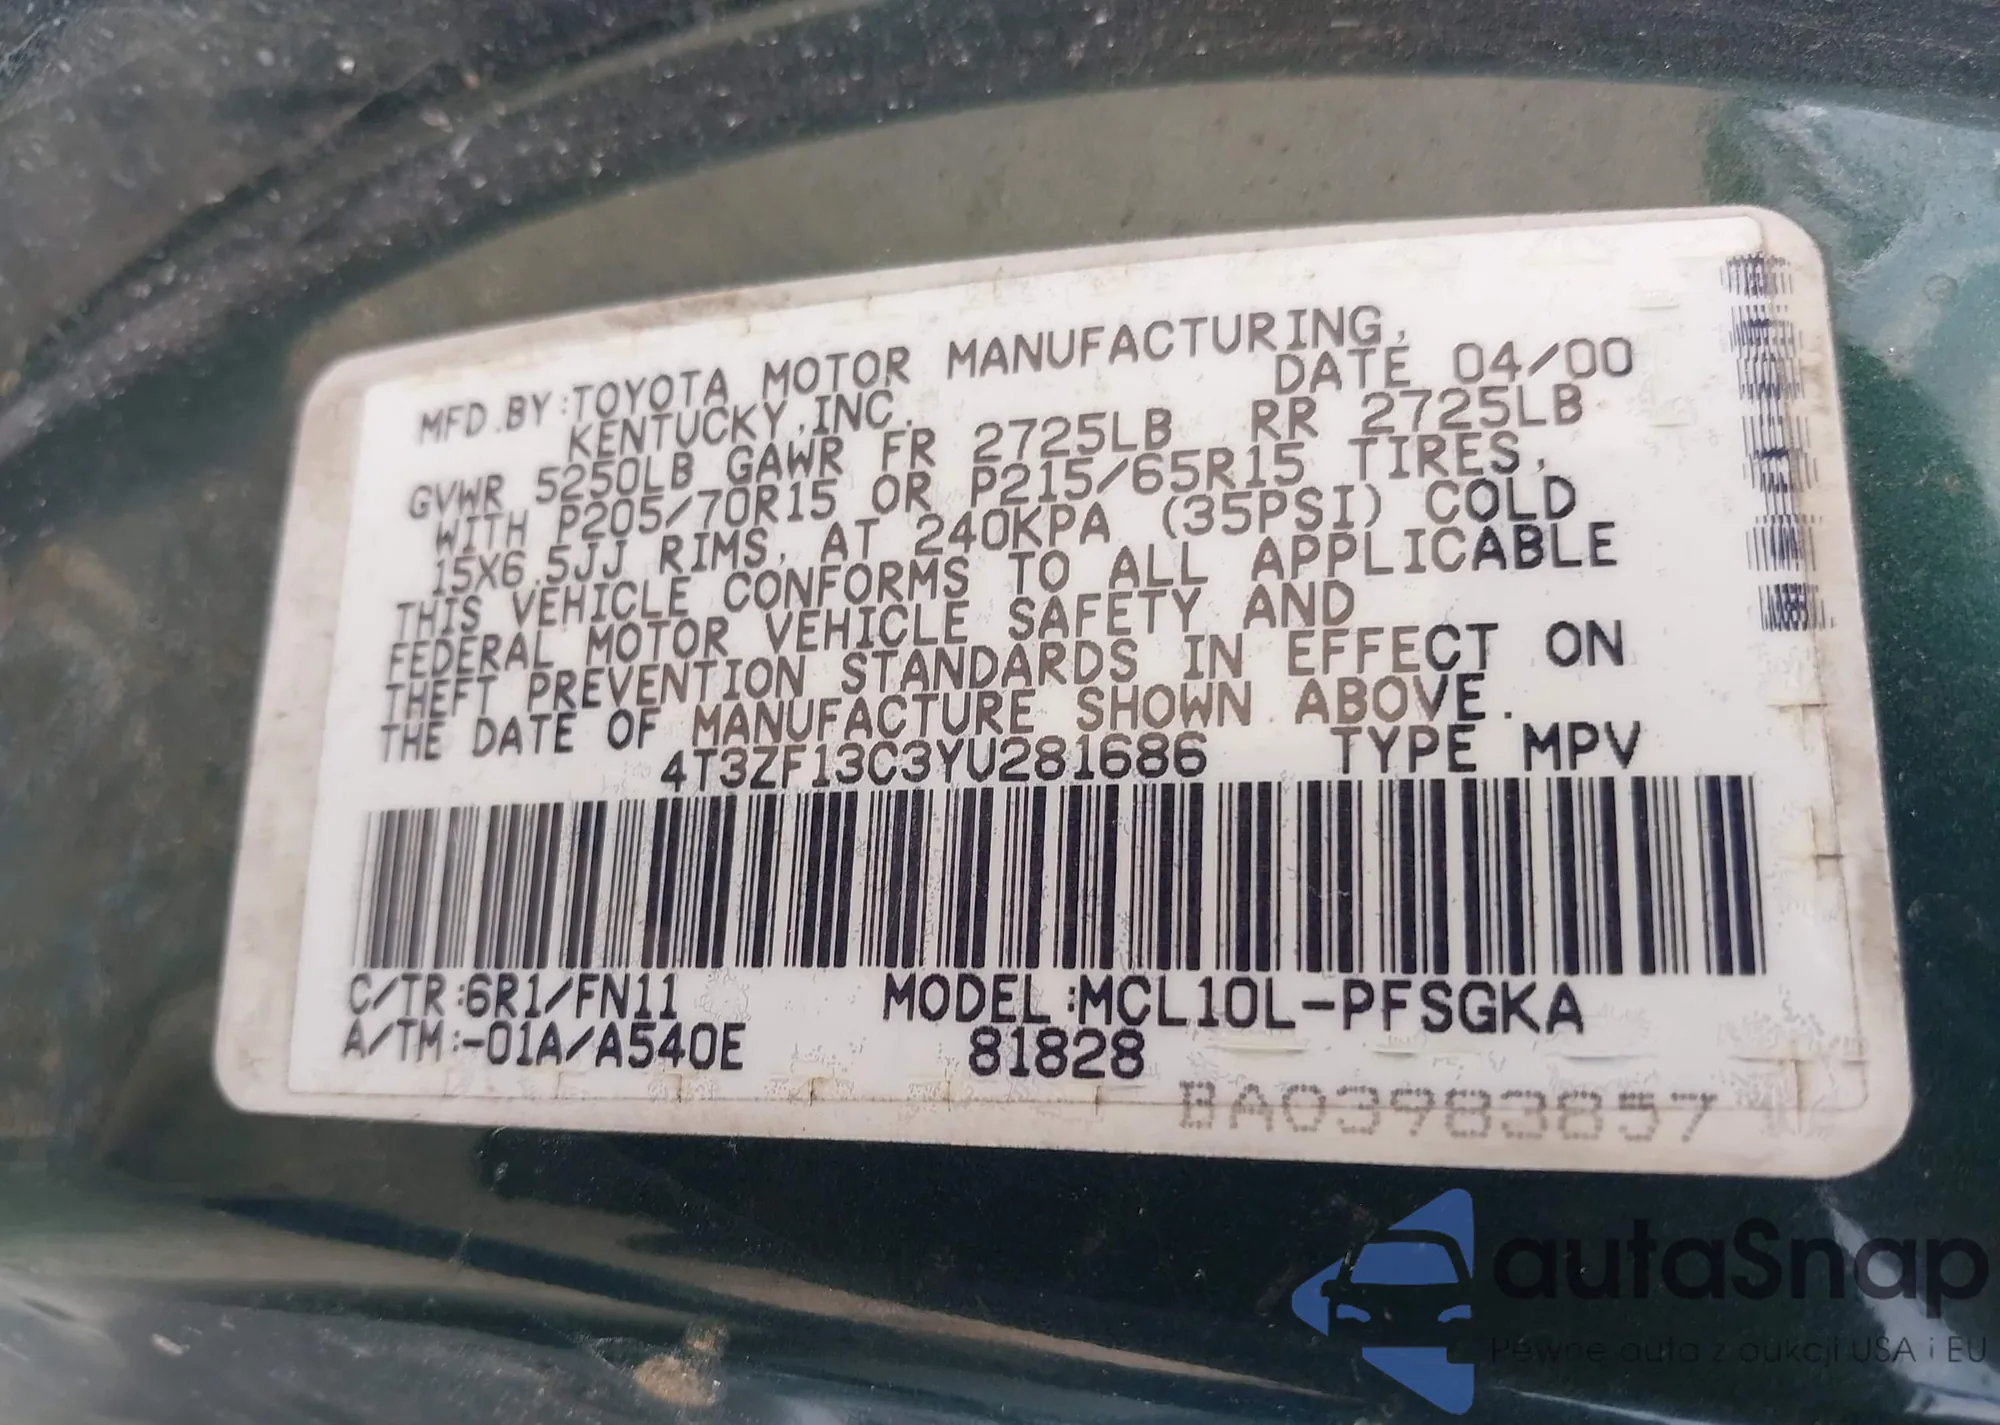 MFD.BY:TOYOTA MOTOR MANUFACTURING,
KENTUCKY,INC. DATE 04/00
GVWR 5250LB GAWR FR 2725LB RR 2725LB
WITH P205/70R15 OR P215/65R15 TIRES,
15X6.5JJ RIMS, AT 240KPA (35PSI) COLD
THIS VEHICLE CONFORMS TO ALL APPLICABLE
FEDERAL MOTOR VEHICLE SAFETY AND
THEFT PREVENTION STANDARDS IN EFFECT ON
THE DATE OF MANUFACTURE SHOWN ABOVE.
4T3ZF13C3YU281686 TYPE MPV
C/TR:6R1/FN11 MODEL:MCL10L-PFSGKA
A/TM:-01A/A540E 81828
BA03983857
autaSnap
Pewne auta z aukcji USA i EU